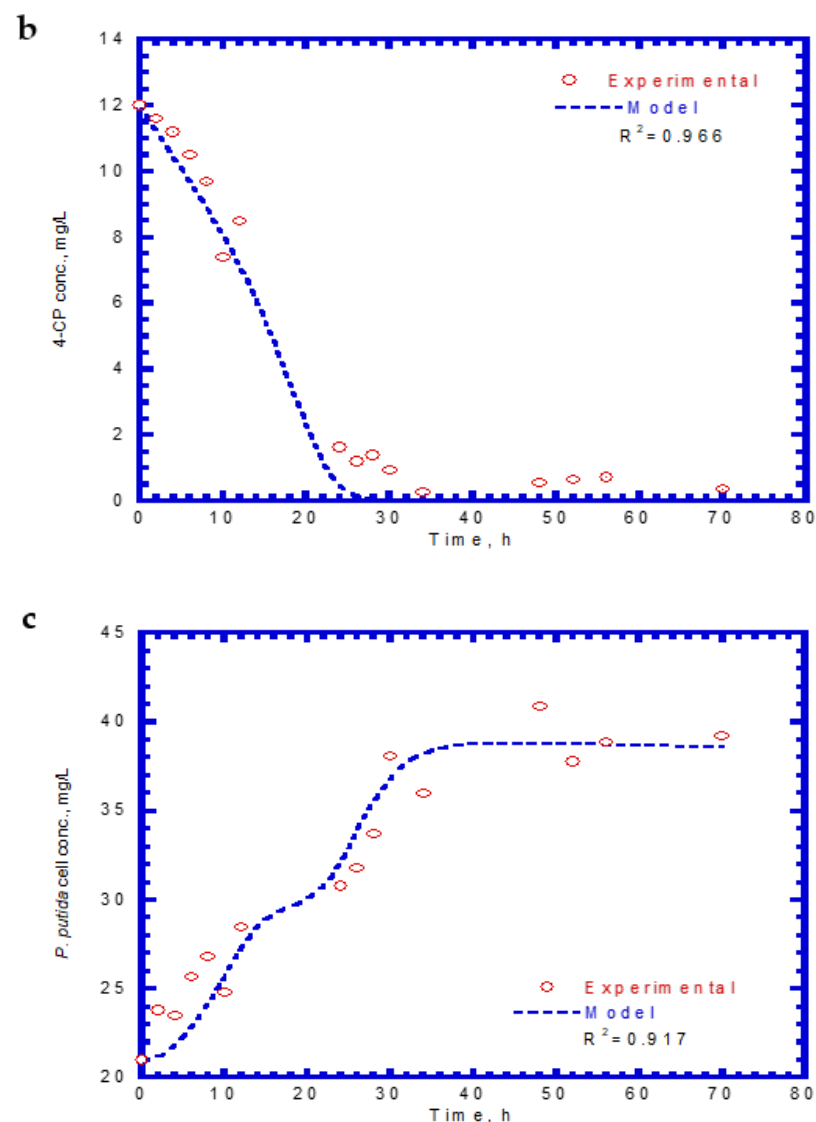 b
14
12
10
8
6
4
2
0
4-CP conc., mg/L
Experimental
Model
R²=0.966
0 10 20 30 40 50 60 70 80
Time, h
c
45
40
35
30
25
20
P. putida cell conc., mg/L
Experimental
Model
R²=0.917
0 10 20 30 40 50 60 70 80
Time, h